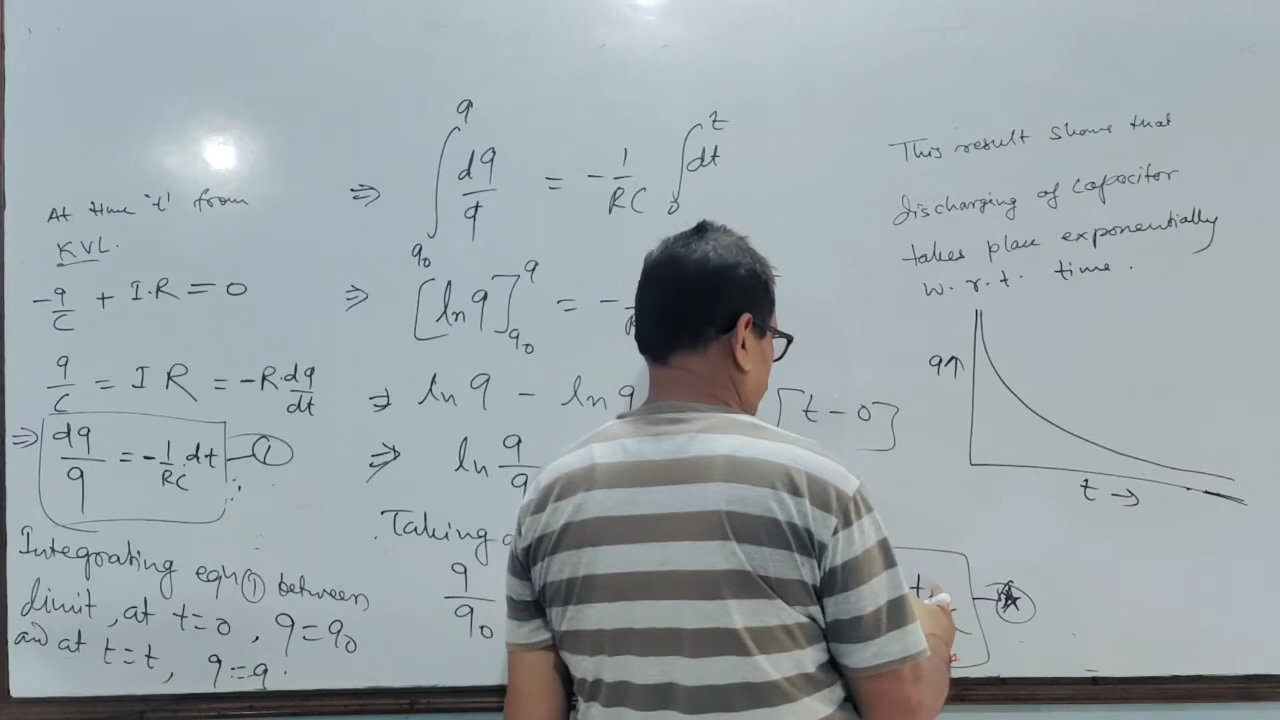 At time 't' from
KVL.
-q/C + I.R = 0
q/C = I R = -R.dq/dt
⇒ dq/q = -1/RC.dt ①
Integrating eqn ① between
limit, at t=0, q=q₀
and at t=t, q=q.
⇒ ∫_{q₀}^{q} dq/q = -1/RC ∫_{0}^{t} dt
⇒ [ln q]_{q₀}^{q} = -
⇒ ln q - ln q [t-0]
⇒ ln q/q
Taking
q/q₀
t
This result shows that
discharging of capacitor
takes place exponentially
w.r.t. time.
q↑
t →